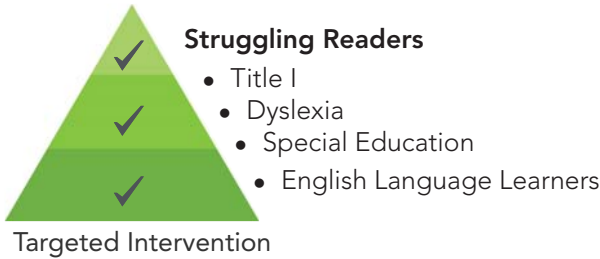 Struggling Readers
• Title I
• Dyslexia
• Special Education
• English Language Learners
Targeted Intervention